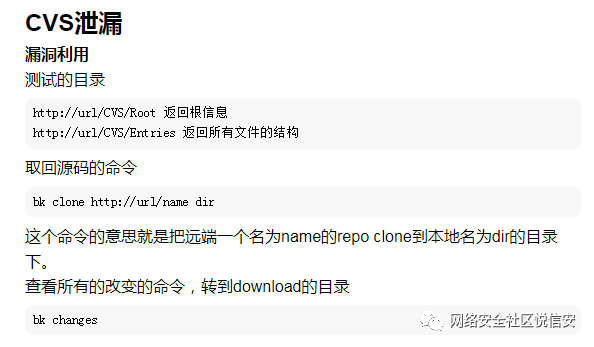 CVS泄漏
漏洞利用
测试的目录
http://url/CVS/Root 返回根信息
http://url/CVS/Entries 返回所有文件的结构
取回源码的命令
bk clone http://url/name dir
这个命令的意思就是把远端一个名为name的repo clone到本地名为dir的目录
下。
查看所有的改变的命令，转到download的目录
bk changes
网络安全社区悦信安